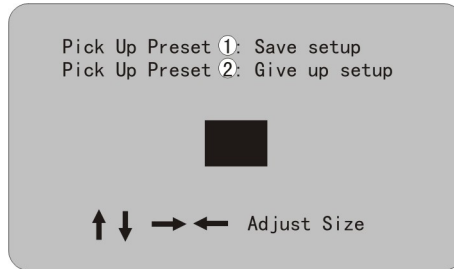 Pick Up Preset ①: Save setup
Pick Up Preset ②: Give up setup
↑↓ →← Adjust Size